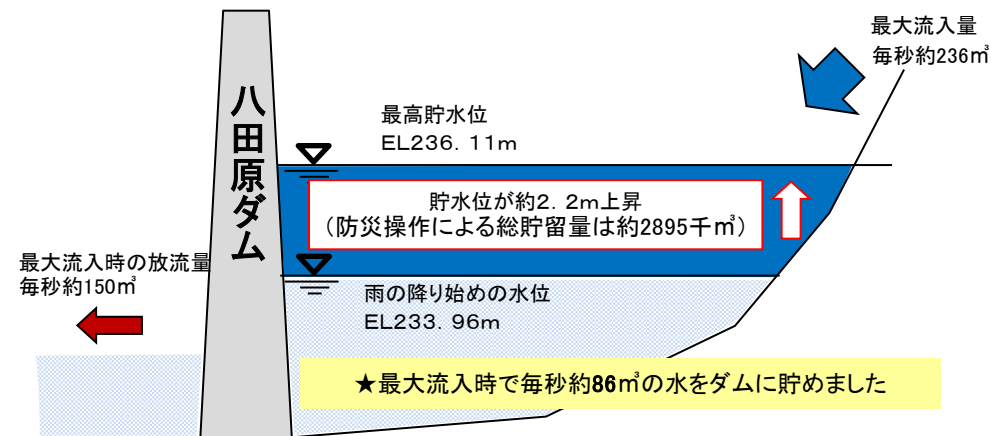 最大流入量
毎秒約236㎥
八田原ダム
最高貯水位
EL236．11m
貯水位が約2．2m上昇
（防災操作による総貯留量は約2895千㎥）
最大流入時の放流量
毎秒約150㎥
雨の降り始めの水位
EL233．96m
★最大流入時で毎秒約86㎥の水をダムに貯めました